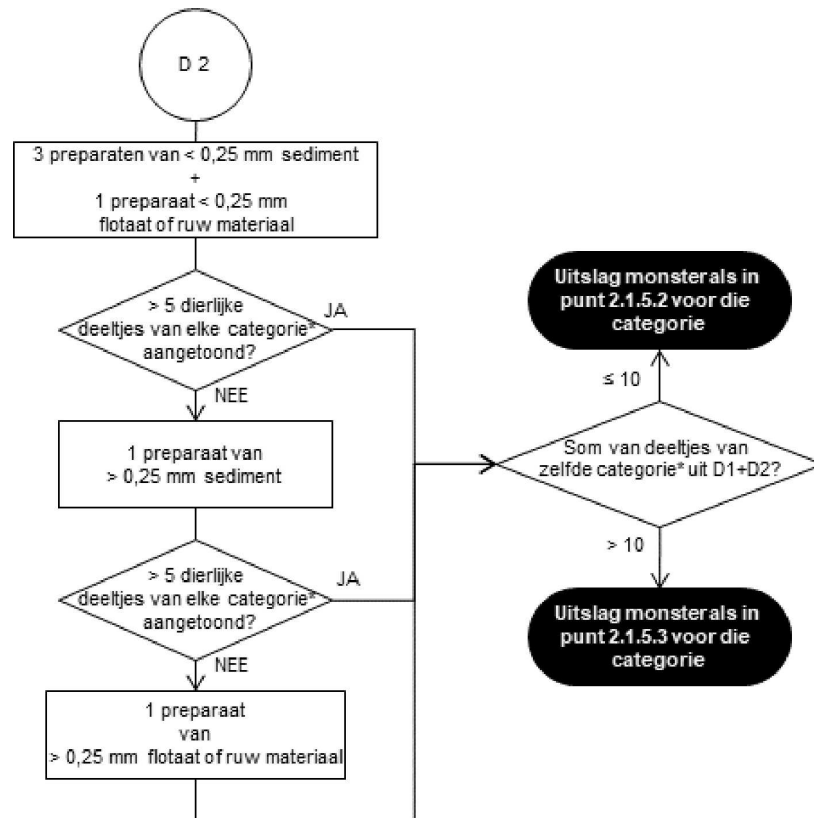 D 2
3 preparaten van < 0,25 mm sediment
+
1 preparaat < 0,25 mm
flotaat of ruw materiaal
> 5 dierlijke
deeltjes van elke categorie*
aangetoond?
JA
NEE
1 preparaat van
> 0,25 mm sediment
> 5 dierlijke
deeltjes van elke categorie*
aangetoond?
JA
NEE
1 preparaat
van
> 0,25 mm flotaat of ruw materiaal
Uitslag monster als in
punt 2.1.5.2 voor die
categorie
≤ 10
Som van deeltjes van
zelfde categorie* uit D1+D2?
> 10
Uitslag monster als in
punt 2.1.5.3 voor die
categorie